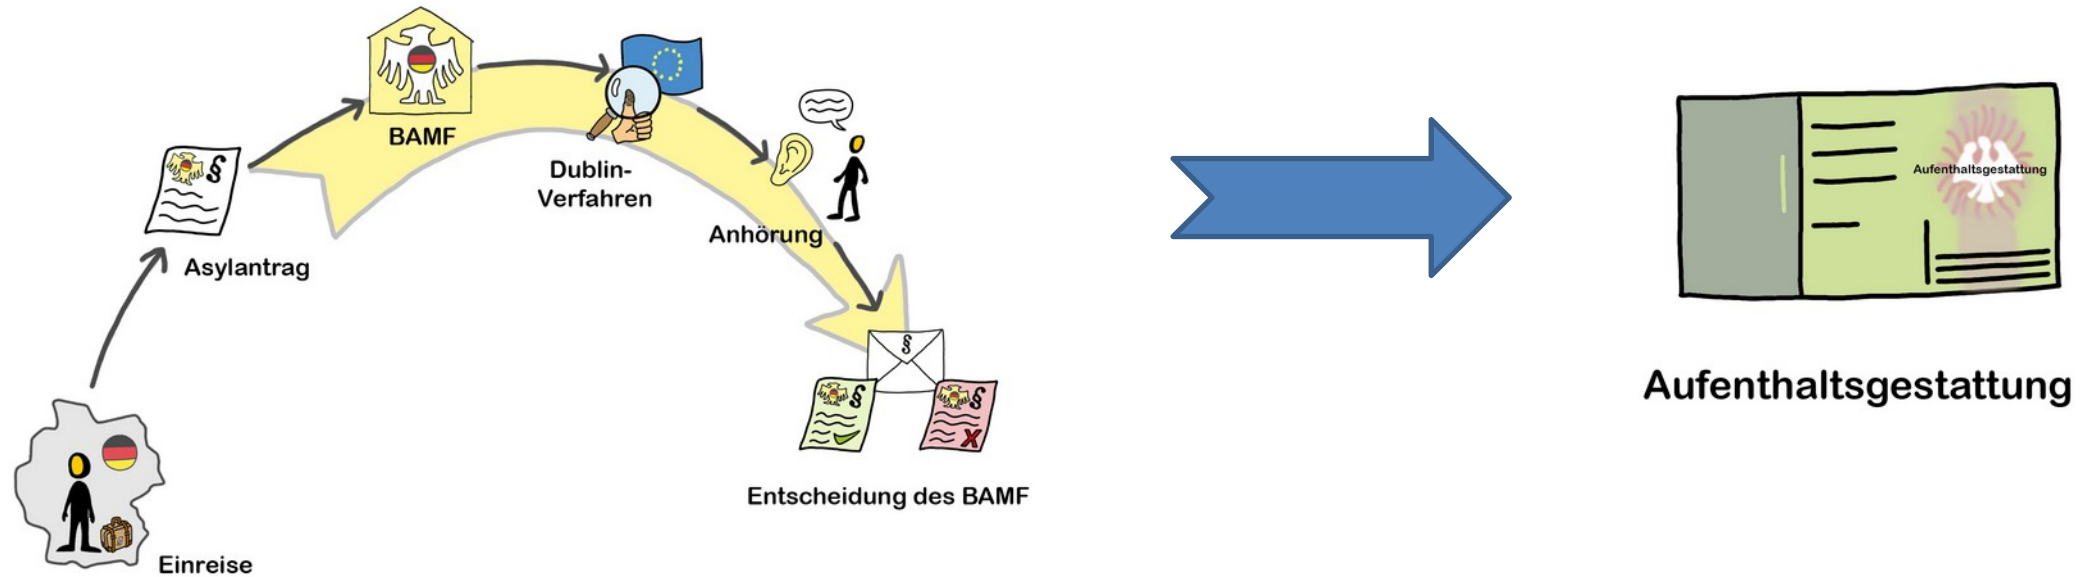 BAMF
Dublin-
Verfahren
Anhörung
Asylantrag
§
§
§
§
X
Entscheidung des BAMF
Einreise
Aufenthaltsgestattung
Aufenthaltsgestattung